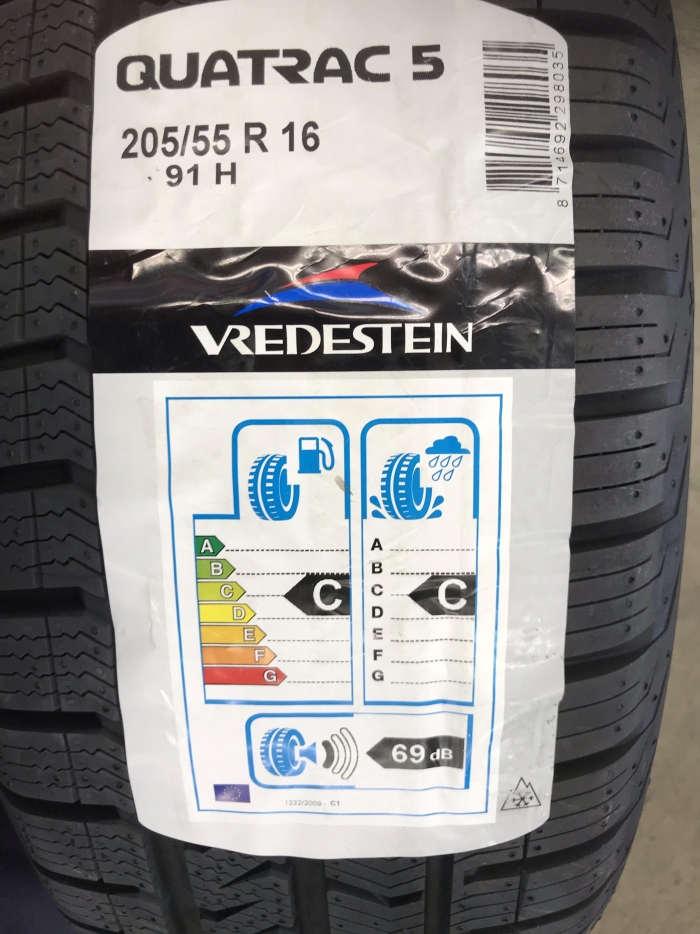 QUATRAC 5
205/55 R 16
91 H
8 714692 298035
VREDESTEIN
A
B
C
D
E
F
G
C
A
B
C
D
E
F
G
C
69 dB
1222/2009 - C1